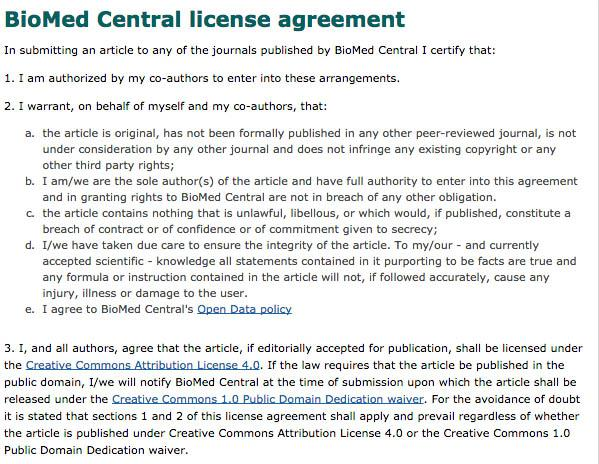 BioMed Central license agreement
In submitting an article to any of the journals published by BioMed Central I certify that:
1. I am authorized by my co-authors to enter into these arrangements.
2. I warrant, on behalf of myself and my co-authors, that:
a. the article is original, has not been formally published in any other peer-reviewed journal, is not
under consideration by any other journal and does not infringe any existing copyright or any
other third party rights;
b. I am/we are the sole author(s) of the article and have full authority to enter into this agreement
and in granting rights to BioMed Central are not in breach of any other obligation.
c. the article contains nothing that is unlawful, libellous, or which would, if published, constitute a
breach of contract or of confidence or of commitment given to secrecy;
d. I/we have taken due care to ensure the integrity of the article. To my/our - and currently
accepted scientific - knowledge all statements contained in it purporting to be facts are true and
any formula or instruction contained in the article will not, if followed accurately, cause any
injury, illness or damage to the user.
e. I agree to BioMed Central's Open Data policy
3. I, and all authors, agree that the article, if editorially accepted for publication, shall be licensed under
the Creative Commons Attribution License 4.0. If the law requires that the article be published in the
public domain, I/we will notify BioMed Central at the time of submission upon which the article shall be
released under the Creative Commons 1.0 Public Domain Dedication waiver. For the avoidance of doubt
it is stated that sections 1 and 2 of this license agreement shall apply and prevail regardless of whether
the article is published under Creative Commons Attribution License 4.0 or the Creative Commons 1.0
Public Domain Dedication waiver.